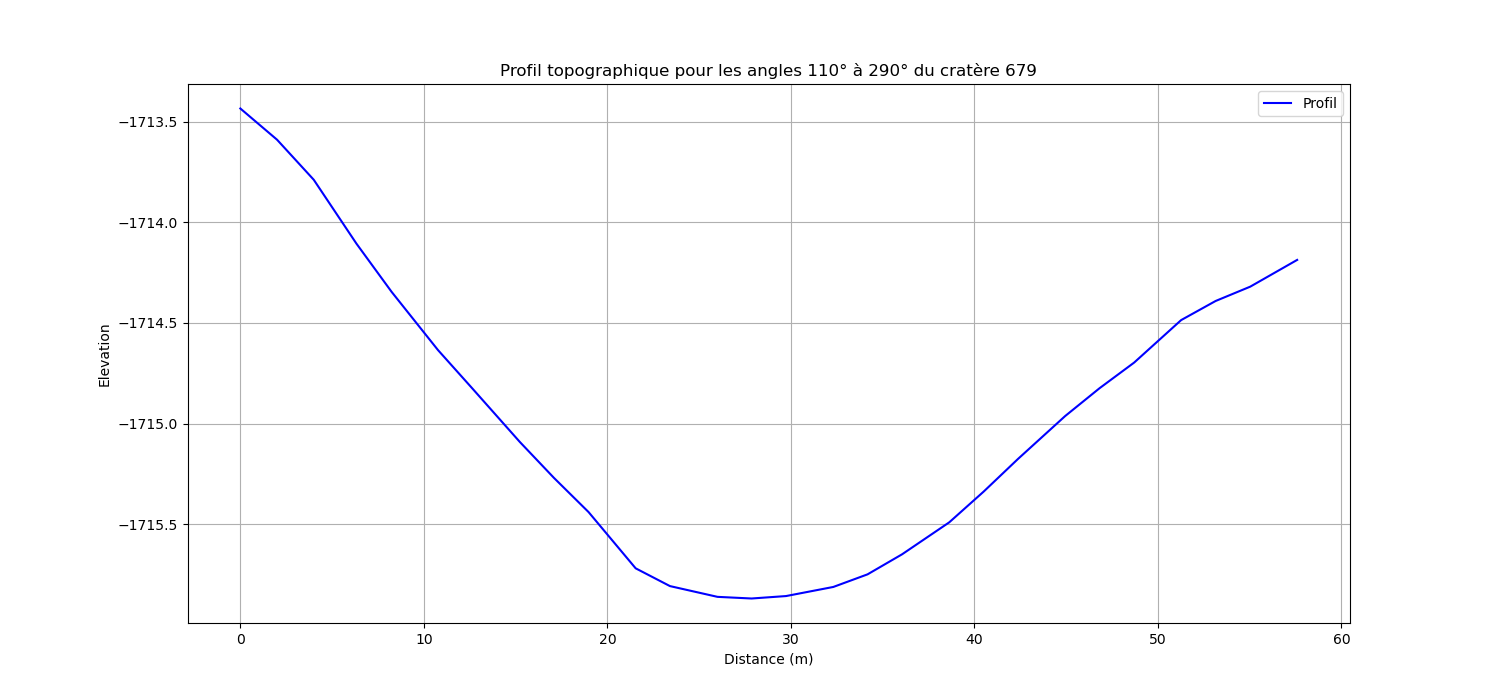 Profil topographique pour les angles 110° à 290° du cratère 679
Profil
−1713.5
−1714.0
−1714.5
−1715.0
−1715.5
Elevation
0 10 20 30 40 50 60
Distance (m)